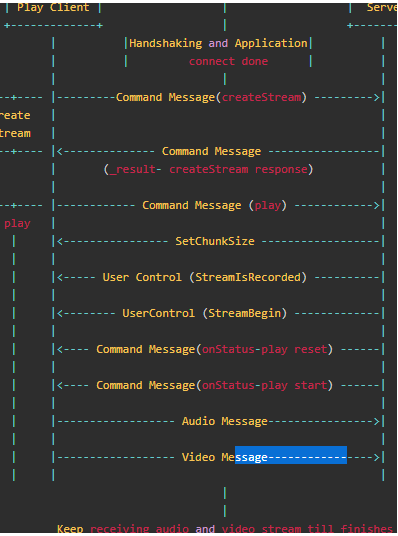 | Play Client | | | Serve
+-------------+ | +------
|Handshaking and Application|
| connect done |
--+---- |---------Command Message(createStream) --------->|
reate
tream
--+---- |<--------------- Command Message -----------------|
(_result- createStream response)
--+---- |------------- Command Message (play) ------------>|
play
|<---------------- SetChunkSize ------------------|
|<----- User Control (StreamIsRecorded) ----------|
|<-------- UserControl (StreamBegin) -------------|
|<---- Command Message(onStatus-play reset) ------|
|<---- Command Message(onStatus-play start) ------|
|------------------ Audio Message---------------->|
|------------------ Video Message---------------->|
Keep receiving audio and video stream till finishes